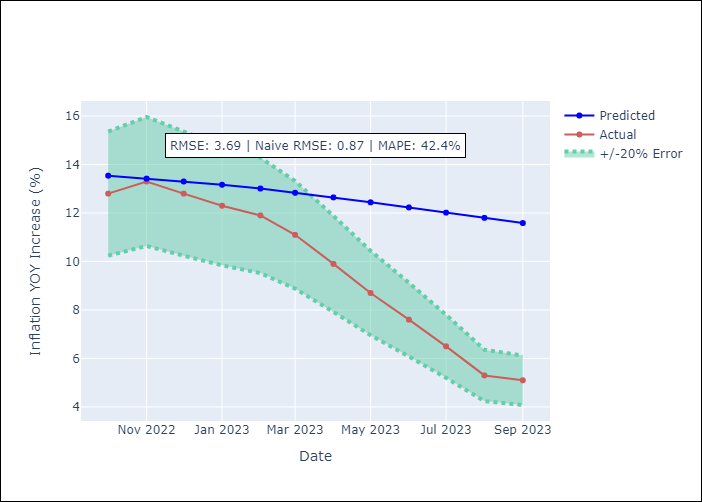 16
14
12
10
8
6
4
Inflation YOY Increase (%)
RMSE: 3.69 | Naive RMSE: 0.87 | MAPE: 42.4%
Predicted
Actual
+/-20% Error
Nov 2022
Jan 2023
Mar 2023
May 2023
Jul 2023
Sep 2023
Date